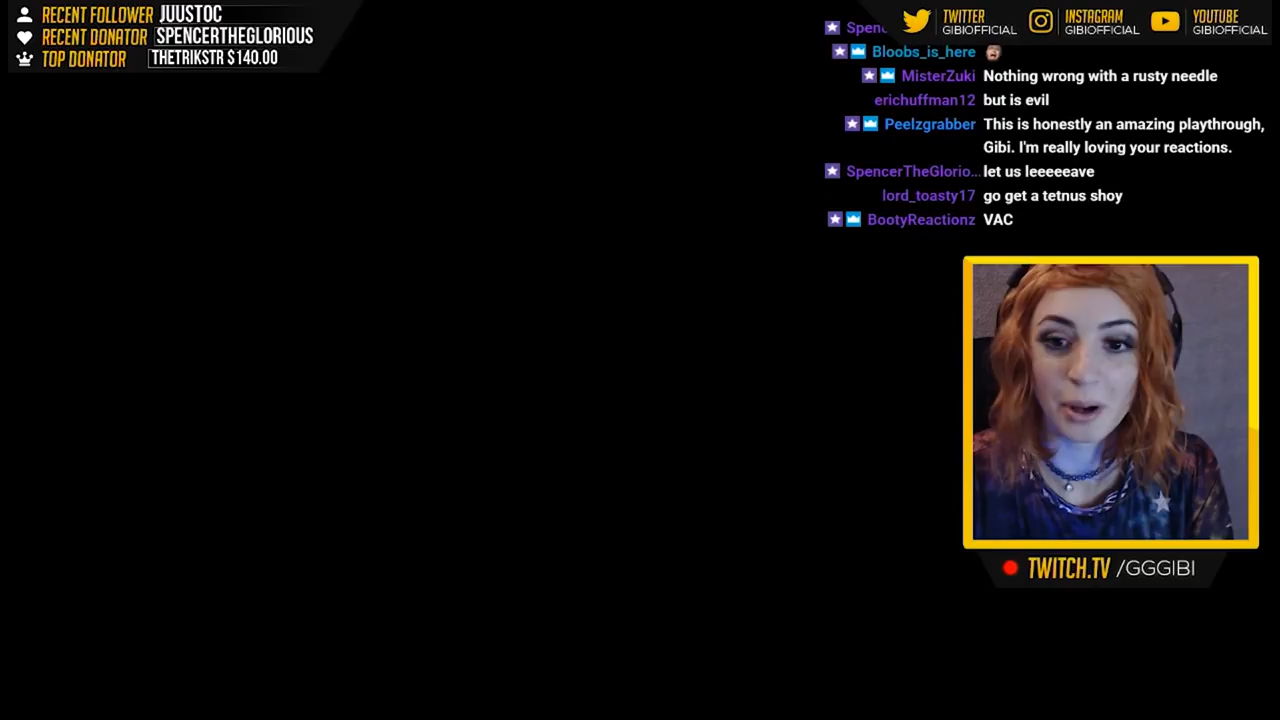 RECENT FOLLOWER JUUSTOC
RECENT DONATOR SPENCERTHEGLORIOUS
TOP DONATOR THETRIKSTR $140.00
TWITTER
GIBIOFFICIAL
INSTAGRAM
GIBIOFFICIAL
YOUTUBE
GIBIOFFICIAL
Bloobs_is_here
MisterZuki Nothing wrong with a rusty needle
erichuffman12 but is evil
Peelzgrabber This is honestly an amazing playthrough,
Gibi. I'm really loving your reactions.
SpencerTheGlorio... let us leeeeeave
lord_toasty17 go get a tetnus shoy
BootyReactionz VAC
TWITCH.TV /GGGIBI